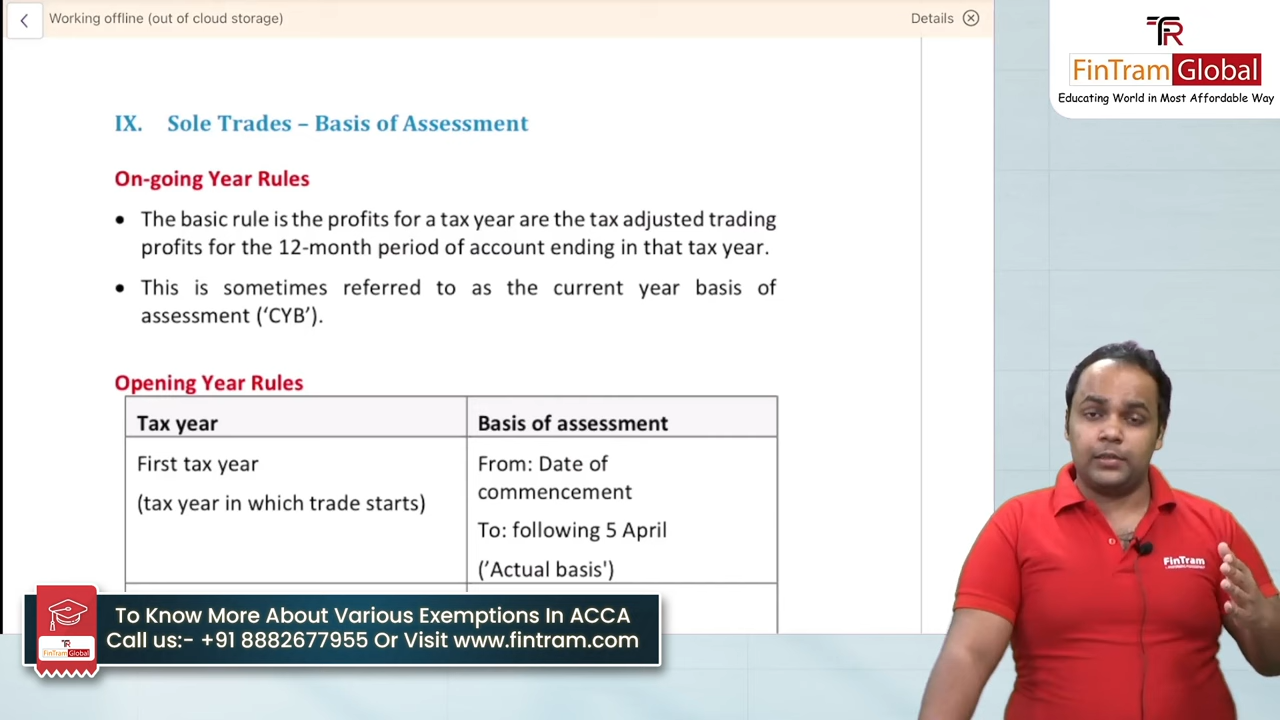 Working offline (out of cloud storage)
Details
TR
FinTram Global
Educating World in Most Affordable Way
IX. Sole Trades – Basis of Assessment
On-going Year Rules
• The basic rule is the profits for a tax year are the tax adjusted trading
profits for the 12-month period of account ending in that tax year.
• This is sometimes referred to as the current year basis of
assessment (‘CYB’).
Opening Year Rules
Tax year
Basis of assessment
First tax year
(tax year in which trade starts)
From: Date of
commencement
To: following 5 April
(’Actual basis')
FinTram
TR
FinTram Global
To Know More About Various Exemptions In ACCA
Call us:- +91 8882677955 Or Visit www.fintram.com